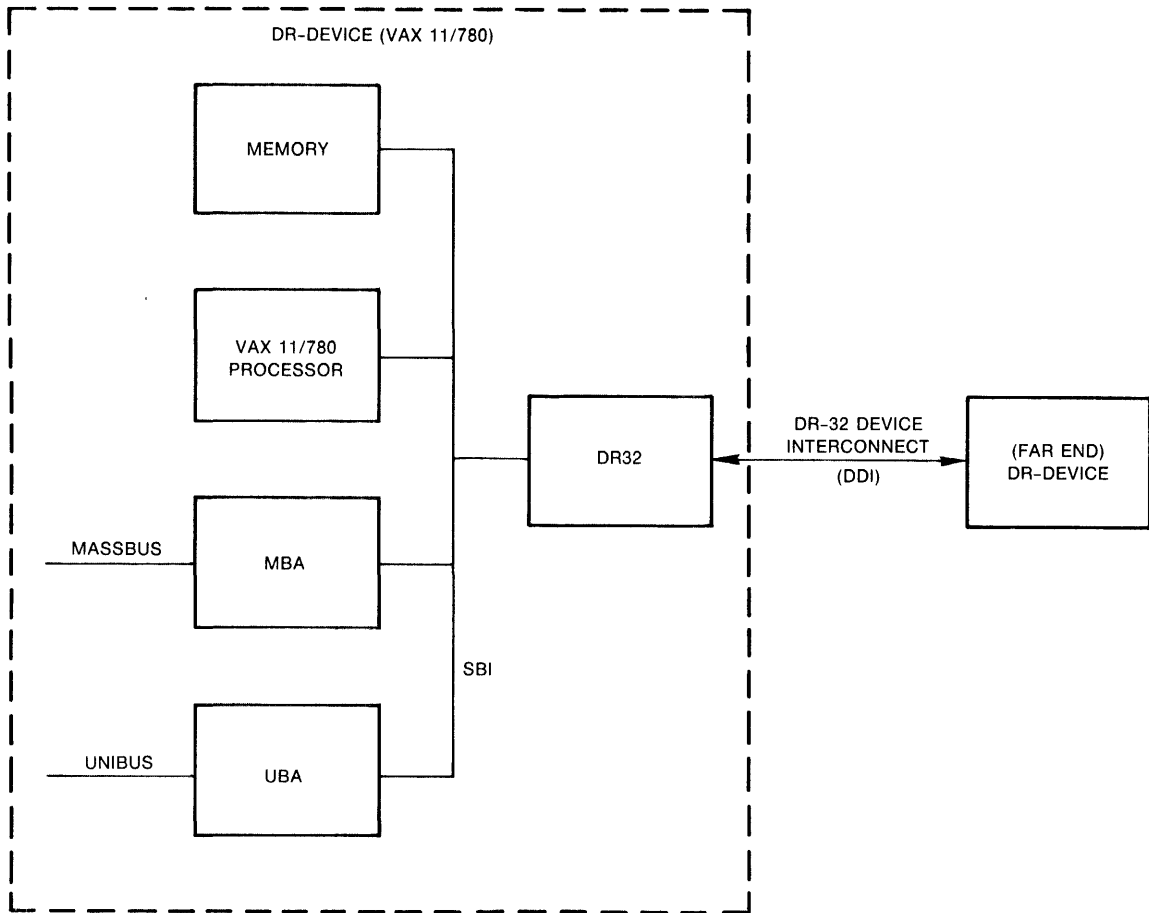 DR-DEVICE (VAX 11/780)
MEMORY
VAX 11/780
PROCESSOR
DR32
DR-32 DEVICE
INTERCONNECT
(DDI)
(FAR END)
DR-DEVICE
MASSBUS
MBA
SBI
UNIBUS
UBA